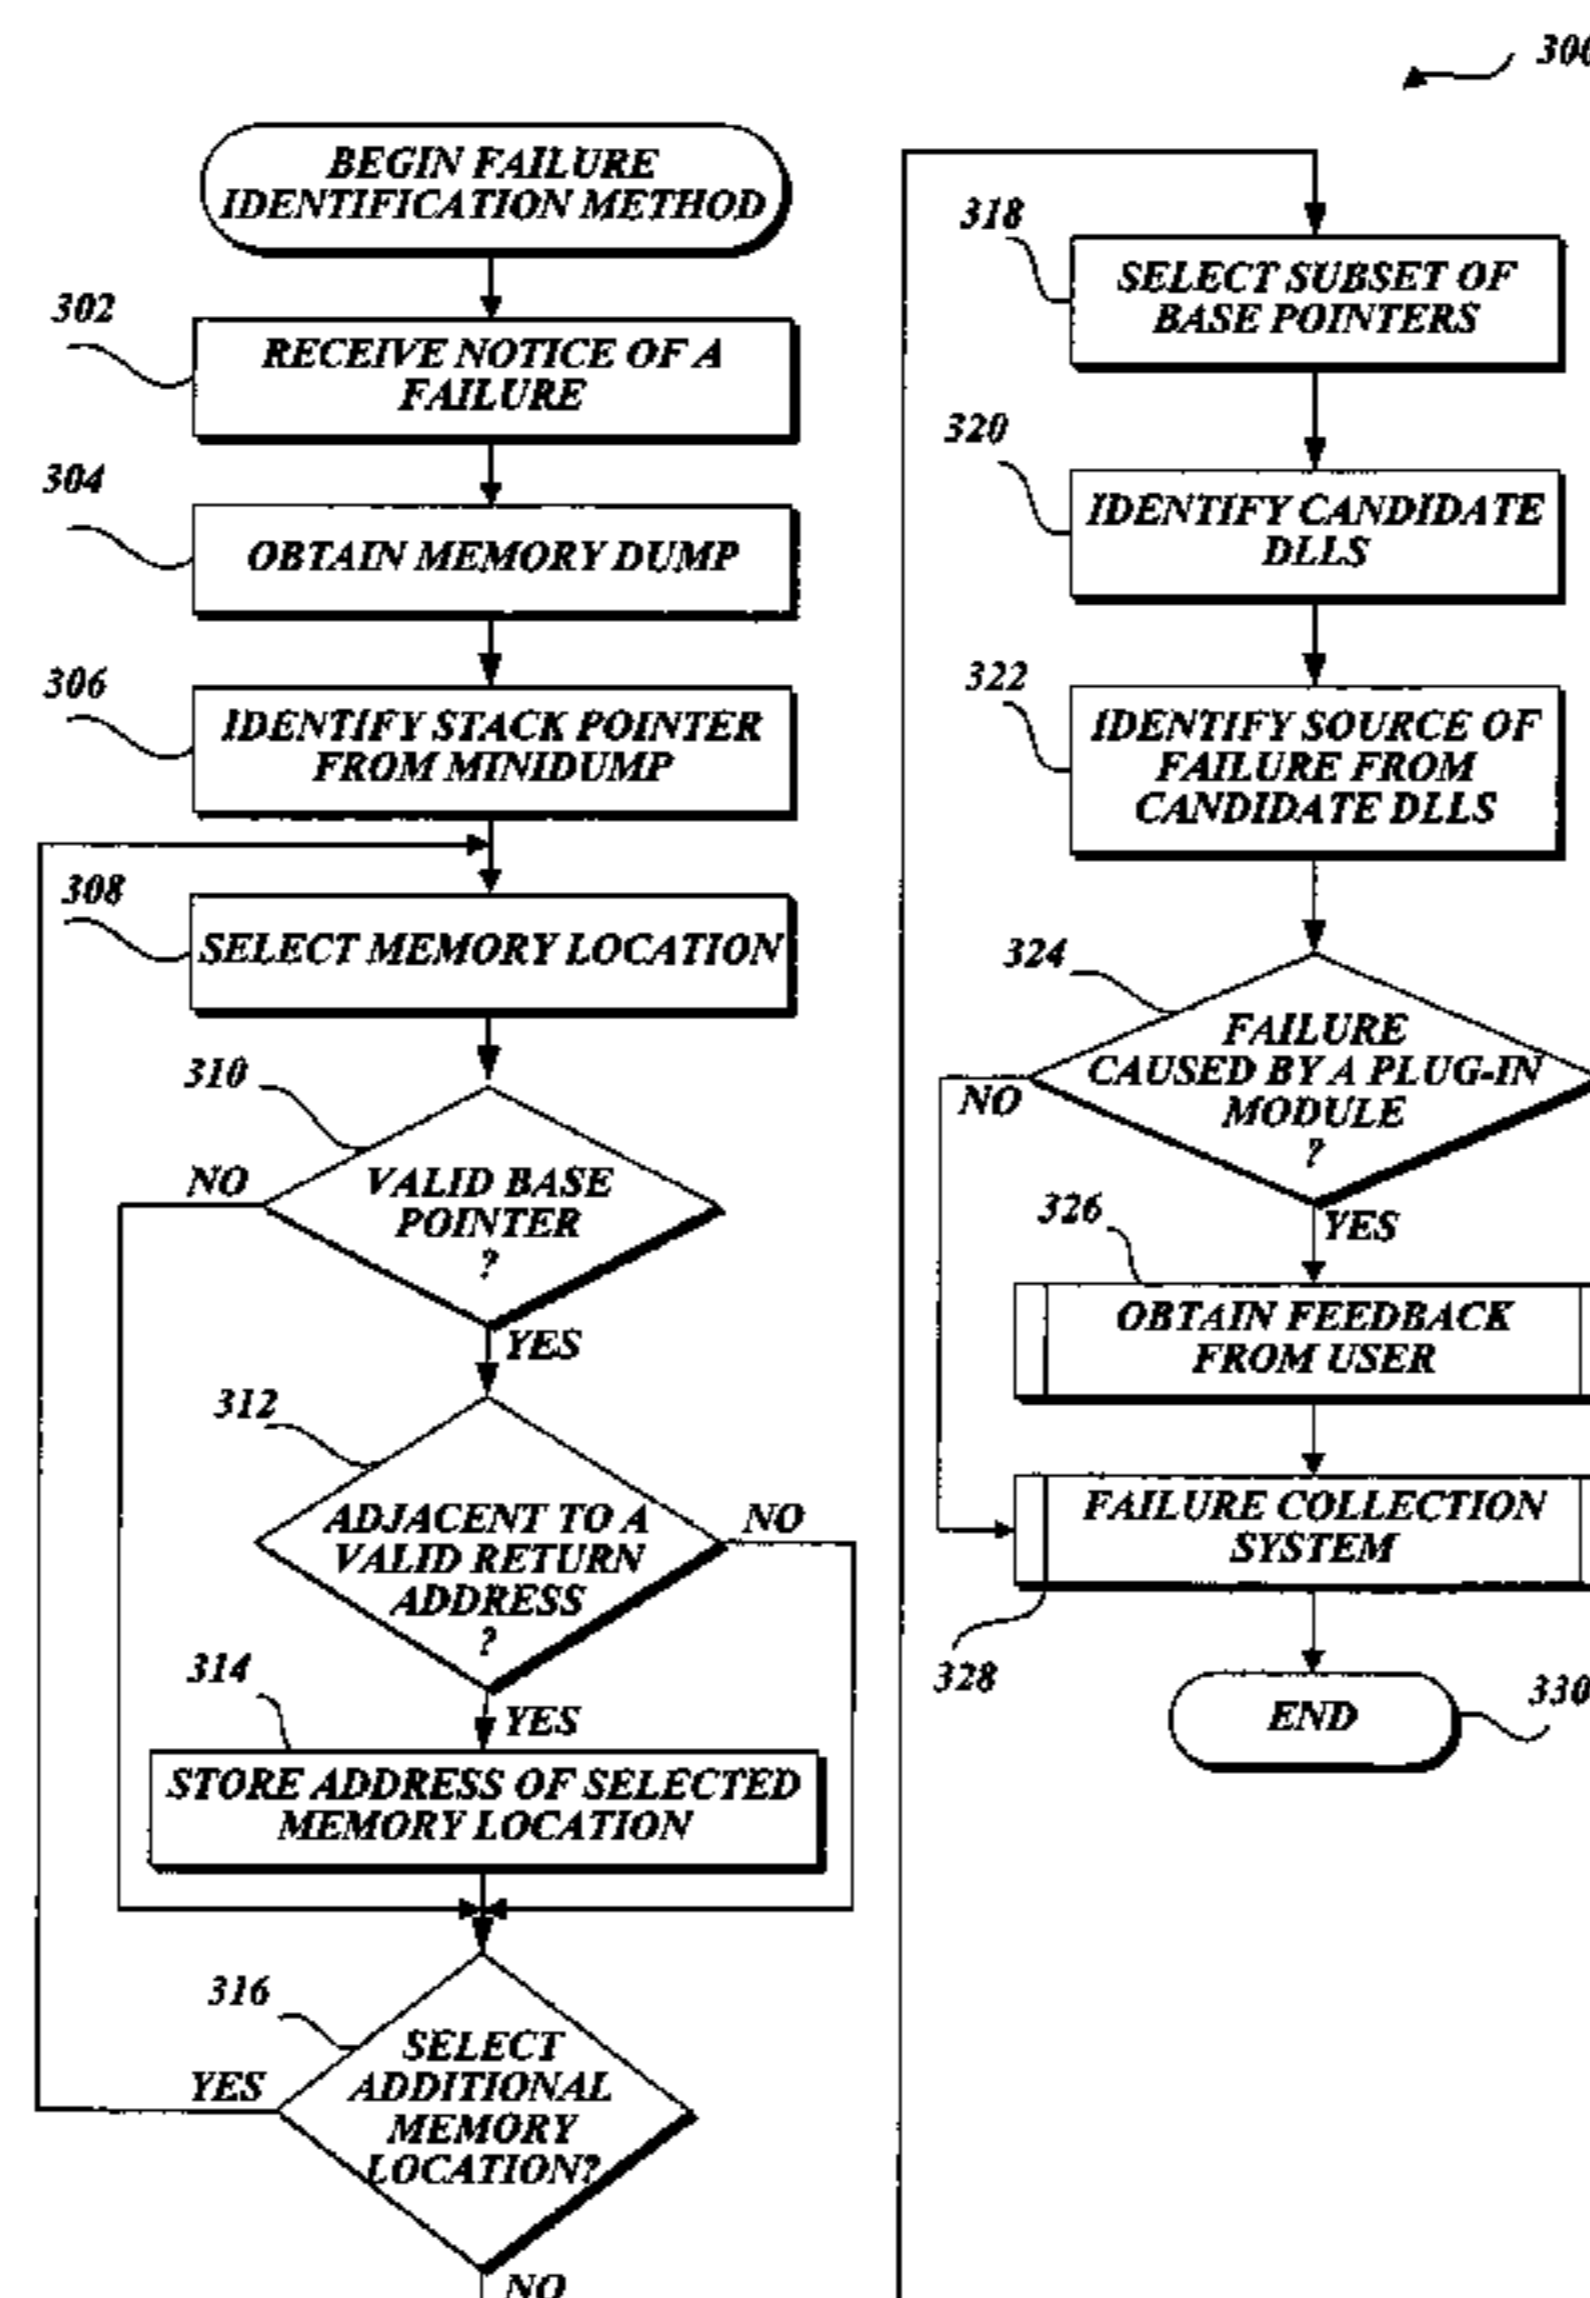 300
BEGIN FAILURE
IDENTIFICATION METHOD
302
RECEIVE NOTICE OF A
FAILURE
304
OBTAIN MEMORY DUMP
306
IDENTIFY STACK POINTER
FROM MINIDUMP
308
SELECT MEMORY LOCATION
310
NO
VALID BASE
POINTER
?
YES
312
ADJACENT TO A
VALID RETURN
ADDRESS
?
NO
314
YES
STORE ADDRESS OF SELECTED
MEMORY LOCATION
316
YES
SELECT
ADDITIONAL
MEMORY
LOCATION?
NO
318
SELECT SUBSET OF
BASE POINTERS
320
IDENTIFY CANDIDATE
DLLS
322
IDENTIFY SOURCE OF
FAILURE FROM
CANDIDATE DLLS
324
FAILURE
CAUSED BY A PLUG-IN
MODULE
?
NO
YES
326
OBTAIN FEEDBACK
FROM USER
FAILURE COLLECTION
SYSTEM
328
END
330